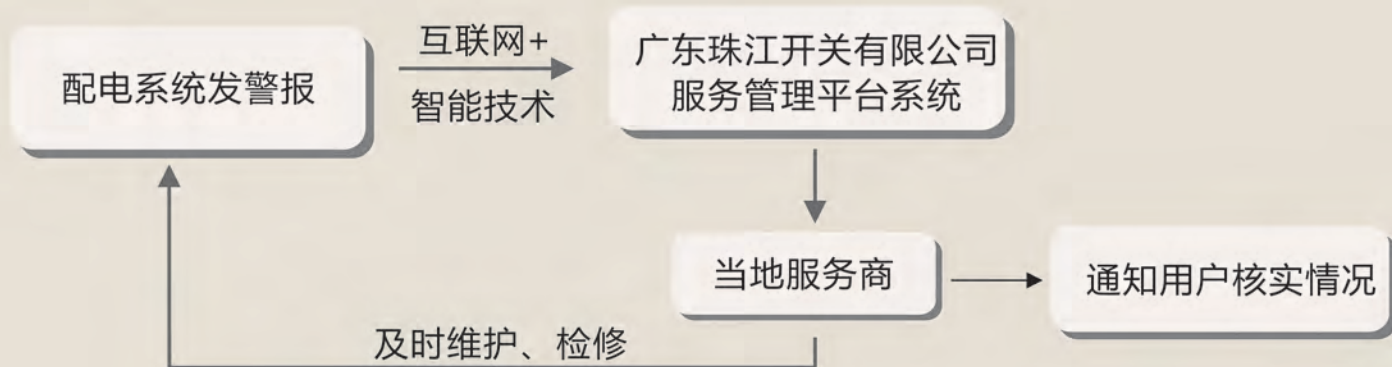 配电系统发警报
互联网+
智能技术
广东珠江开关有限公司
服务管理平台系统
当地服务商
通知用户核实情况
及时维护、检修